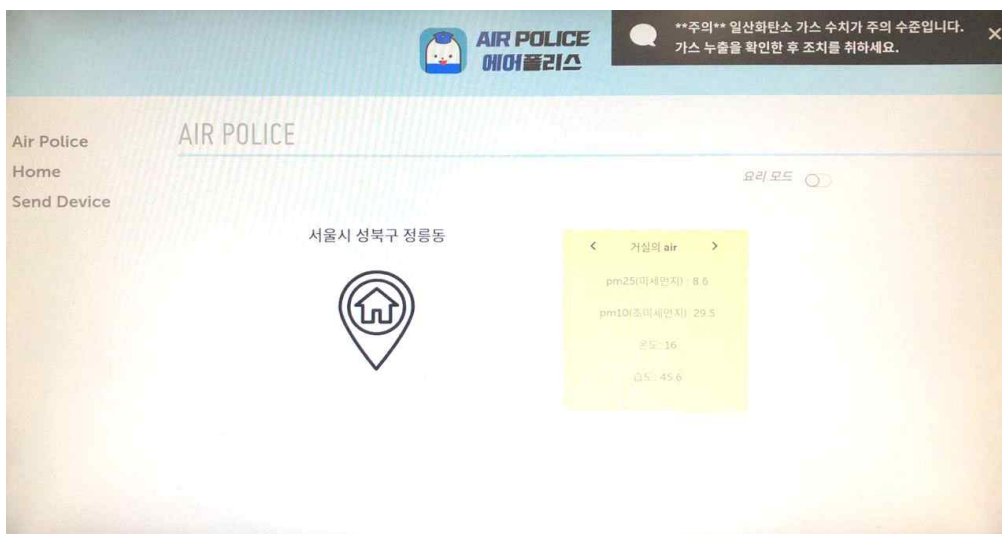 AIR POLICE
에어폴리스
**주의** 일산화탄소 가스 수치가 주의 수준입니다.
가스 누출을 확인한 후 조치를 취하세요.
Air Police
Home
Send Device
AIR POLICE
요리 모드
서울시 성북구 정릉동
거실의 air
pm25(미세먼지) : 8.6
pm10(초미세먼지) : 29.5
온도 : 16
습도 : 45.6